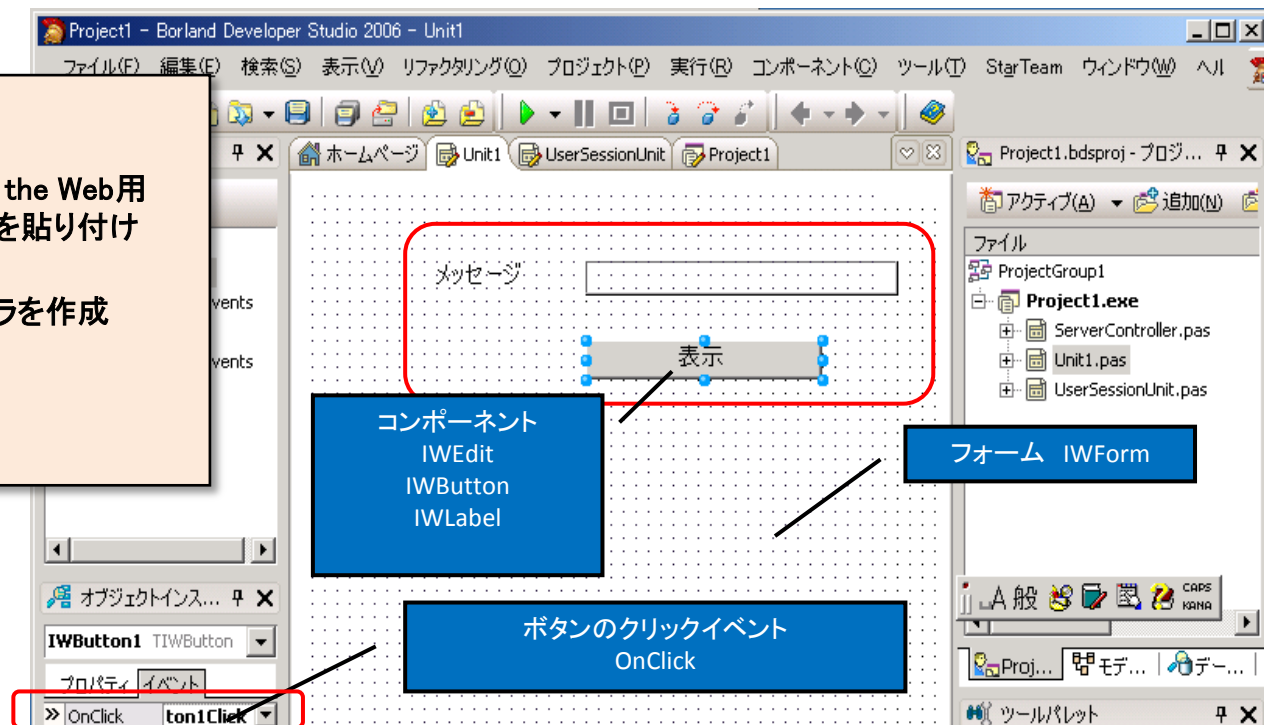 Project1 - Borland Developer Studio 2006 - Unit1
ファイル(F) 編集(E) 検索(S) 表示(V) リファクタリング(O) プロジェクト(P) 実行(R) コンポーネント(C) ツール(T) StarTeam ウィンドウ(W) ヘル
ホームページ Unit1 UserSessionUnit Project1
Project1.bdsproj - プロジ...
the Web用
を貼り付け
ラを作成
vents
vents
アクティブ(A) 追加(N)
ファイル
ProjectGroup1
Project1.exe
ServerController.pas
Unit1.pas
UserSessionUnit.pas
メッセージ
表示
コンポーネント
IWEdit
IWButton
IWLabel
フォーム IWForm
ボタンのクリックイベント
OnClick
オブジェクトインス...
IWButton1 TIWButton
プロパティ イベント
OnClick ton1Click
A 般 CAPS
KANA
Proj... モデ... デー...
ツールパレット